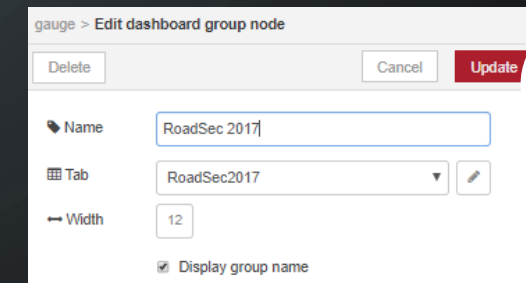 gauge > Edit dashboard group node
Delete Cancel Update
Name RoadSec 2017
Tab RoadSec2017
Width 12
Display group name